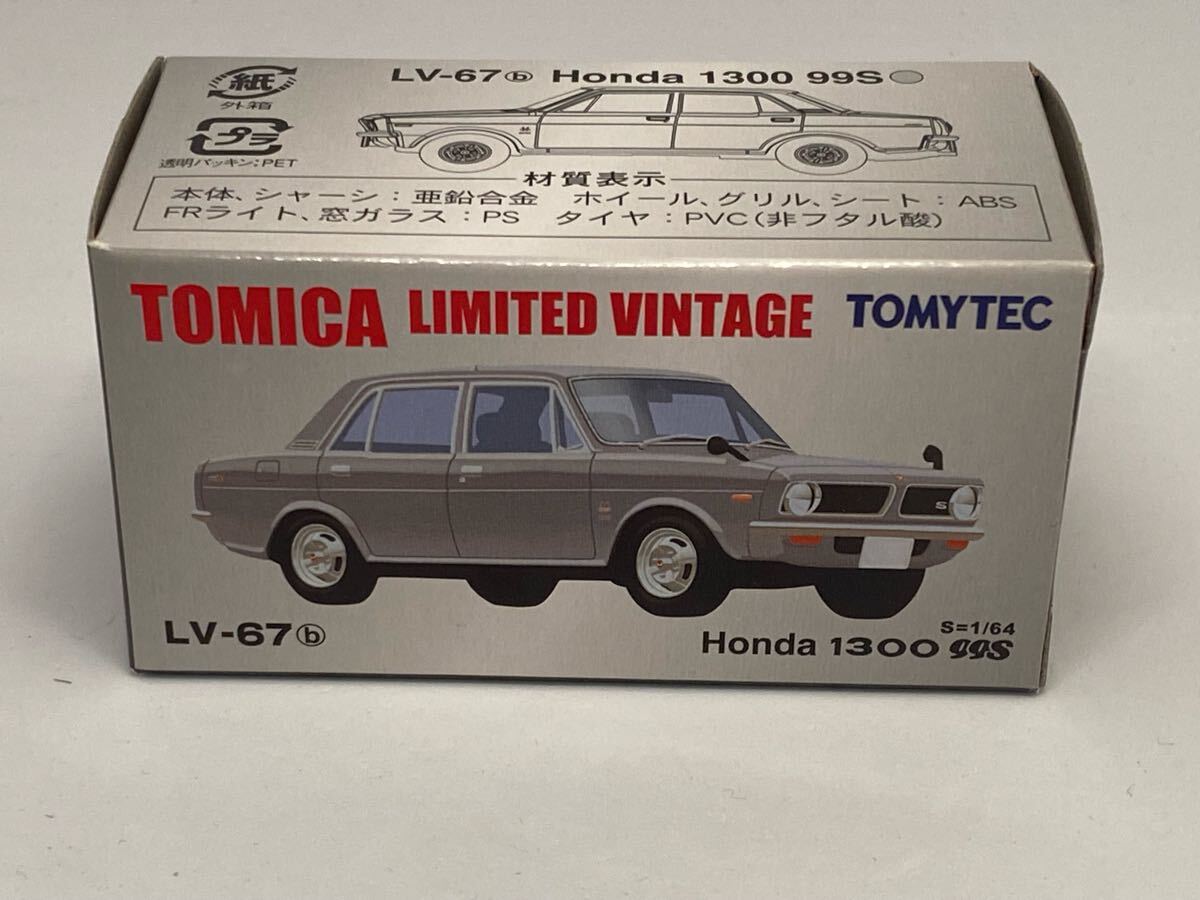 紙
外箱
プラ
透明パッキン:PET
LV-67ⓑ Honda 1300 99S
材質表示
本体、シャーシ:亜鉛合金 ホイール、グリル、シート:ABS
FRライト、窓ガラス:PS タイヤ:PVC(非フタル酸)
TOMICA LIMITED VINTAGE TOMYTEC
S
LV-67ⓑ
S=1/64
Honda 1300 99S